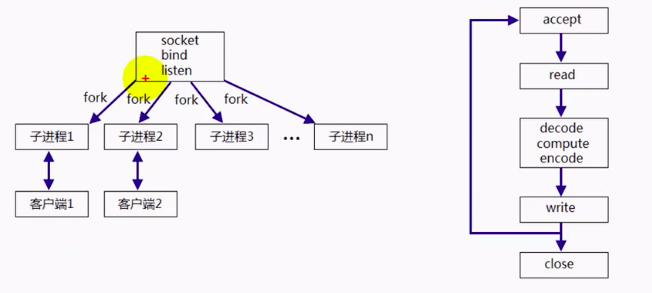 socket
bind
listen
fork
fork
fork
fork
子进程1
子进程2
子进程3
...
子进程n
客户端1
客户端2
accept
read
decode
compute
encode
write
close